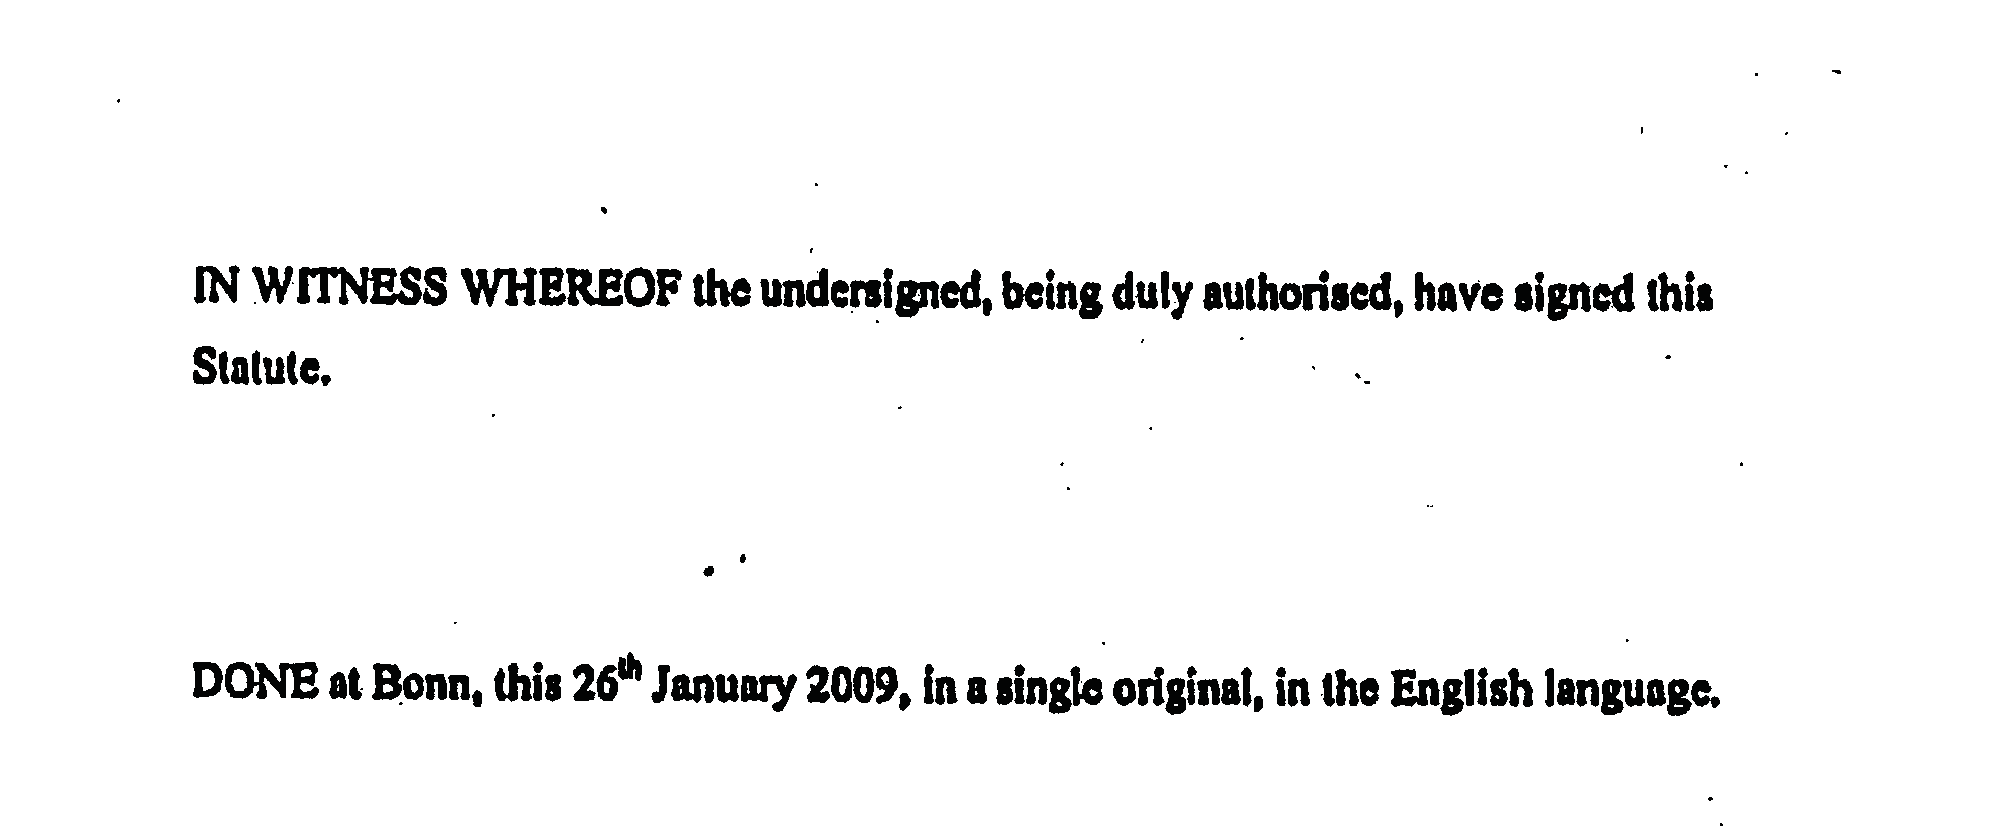 IN WITNESS WHEREOF the undersigned, being duly authorised, have signed this
Statute.
DONE at Bonn, this 26th January 2009, in a single original, in the English language.